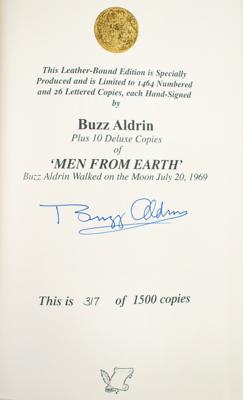 This Leather-Bound Edition is Specially
Produced and is Limited to 1464 Numbered
and 26 Lettered Copies, each Hand-Signed
by
Buzz Aldrin
Plus 10 Deluxe Copies
of
'MEN FROM EARTH'
Buzz Aldrin Walked on the Moon July 20, 1969
Buzz Aldrin
This is 317 of 1500 copies